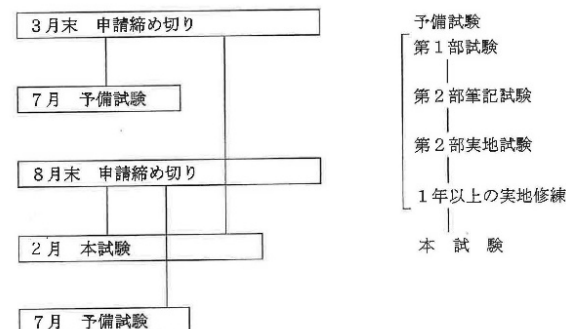 3月末 申請締め切り
7月 予備試験
8月末 申請締め切り
2月 本試験
7月 予備試験
予備試験
第1部試験
第2部筆記試験
第2部実地試験
1年以上の実地修練
本 試 験